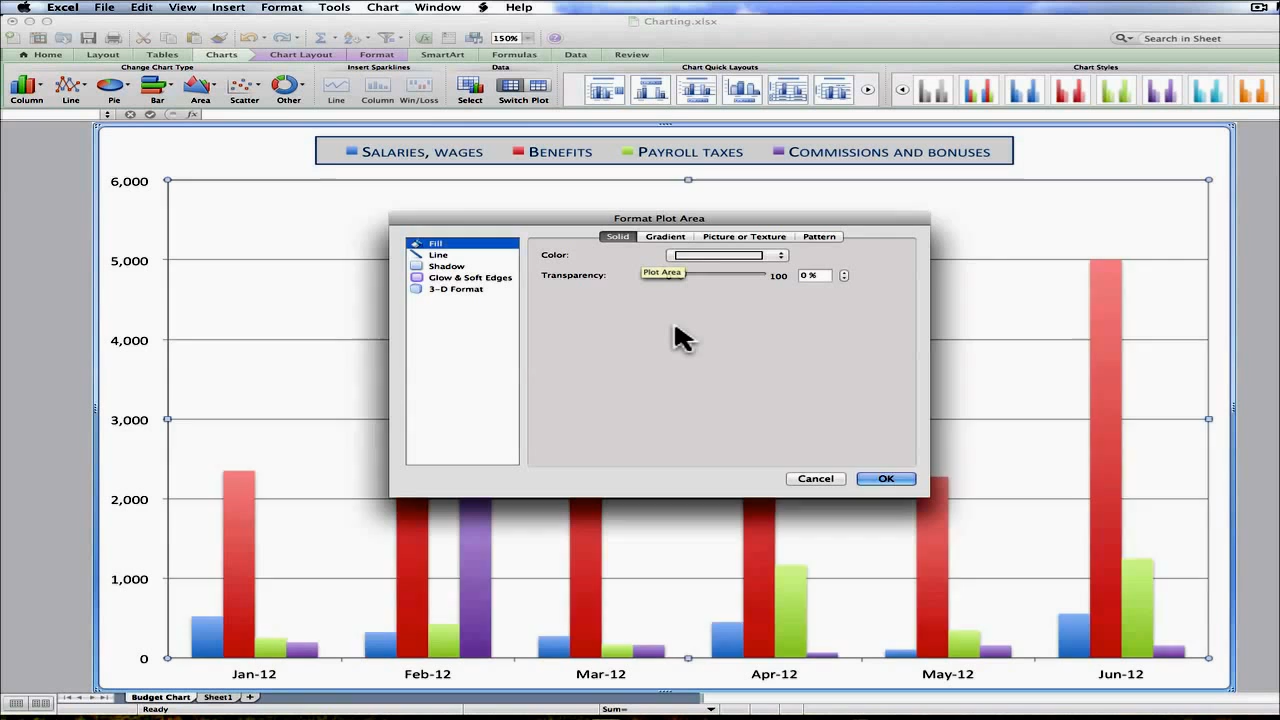 Excel File Edit View Insert Format Tools Chart Window Help
Charting.xlsx
150% Search in Sheet
Home Layout Tables Charts Chart Layout Format SmartArt Formulas Data Review
Change Chart Type Insert Sparklines Data Chart Quick Layouts Chart Styles
Column Line Pie Bar Area Scatter Other Line Column Win/Loss Select Switch Plot
fx
Salaries, wages Benefits Payroll taxes Commissions and bonuses
6,000
5,000
4,000
3,000
2,000
1,000
0
Format Plot Area
Solid Gradient Picture or Texture Pattern
Fill
Line
Shadow
Glow & Soft Edges
3-D Format
Color:
Transparency: 100 0 %
Plot Area
Cancel OK
Jan-12 Feb-12 Mar-12 Apr-12 May-12 Jun-12
Budget Chart Sheet1 +
Ready Sum=